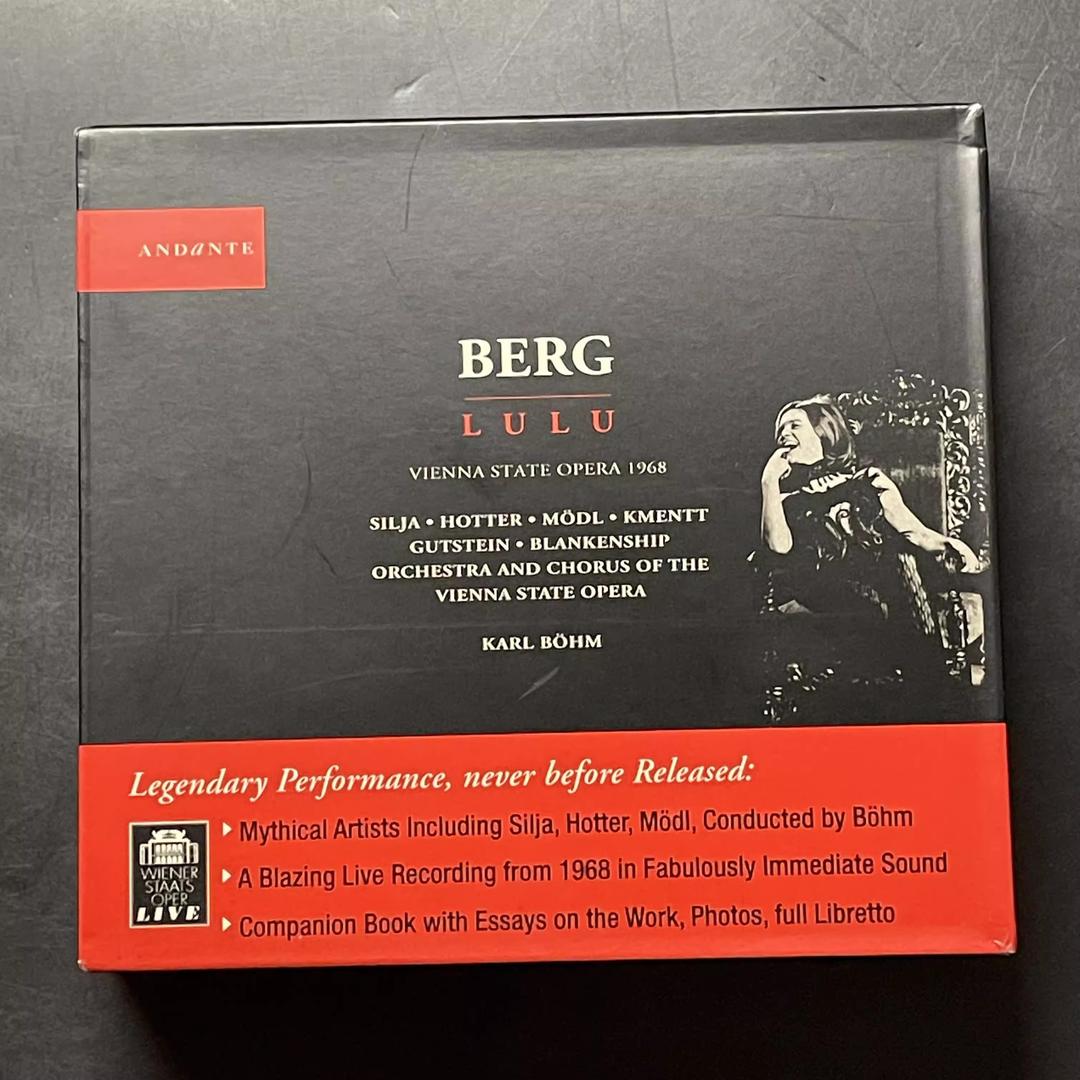 ANDaNTE
BERG
LULU
VIENNA STATE OPERA 1968
SILJA • HOTTER • MÖDL • KMENTT
GUTSTEIN • BLANKENSHIP
ORCHESTRA AND CHORUS OF THE
VIENNA STATE OPERA
KARL BÖHM
Legendary Performance, never before Released:
Mythical Artists Including Silja, Hotter, Mödl, Conducted by Böhm
A Blazing Live Recording from 1968 in Fabulously Immediate Sound
Companion Book with Essays on the Work, Photos, full Libretto
WIENER
STAATS
OPER
LIVE